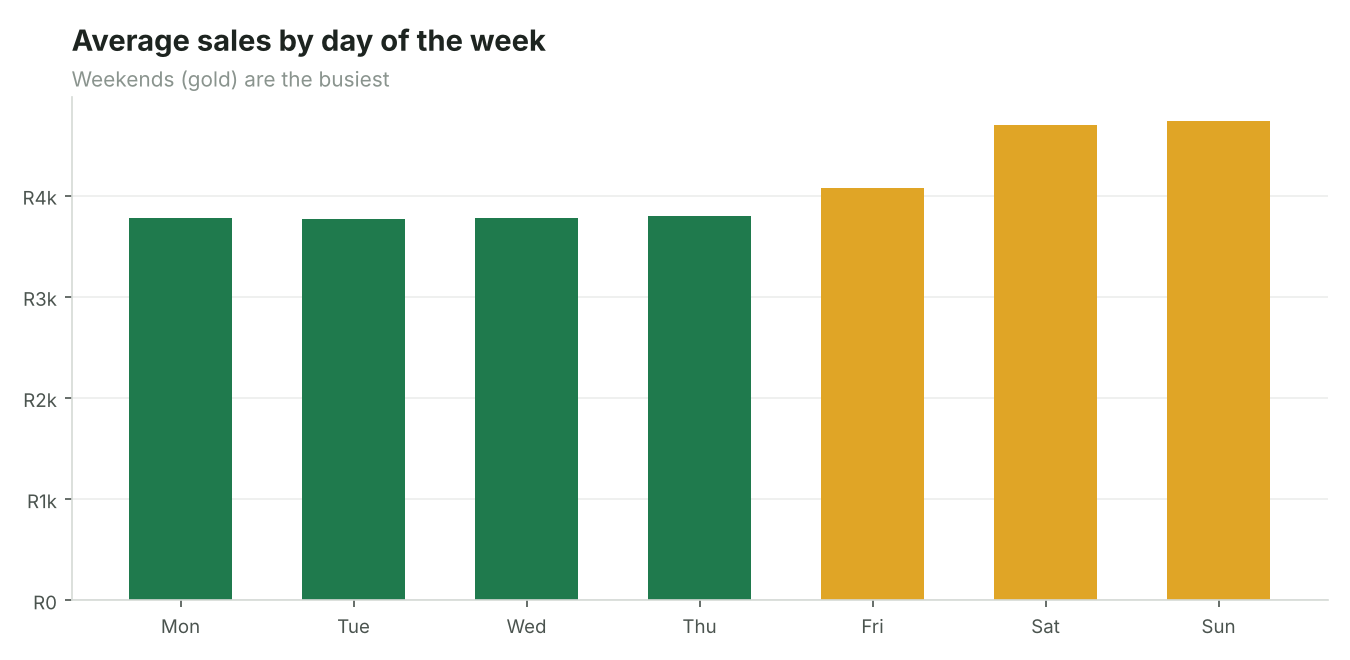 Average sales by day of the week
Weekends (gold) are the busiest
R4k
R3k
R2k
R1k
R0
Mon Tue Wed Thu Fri Sat Sun